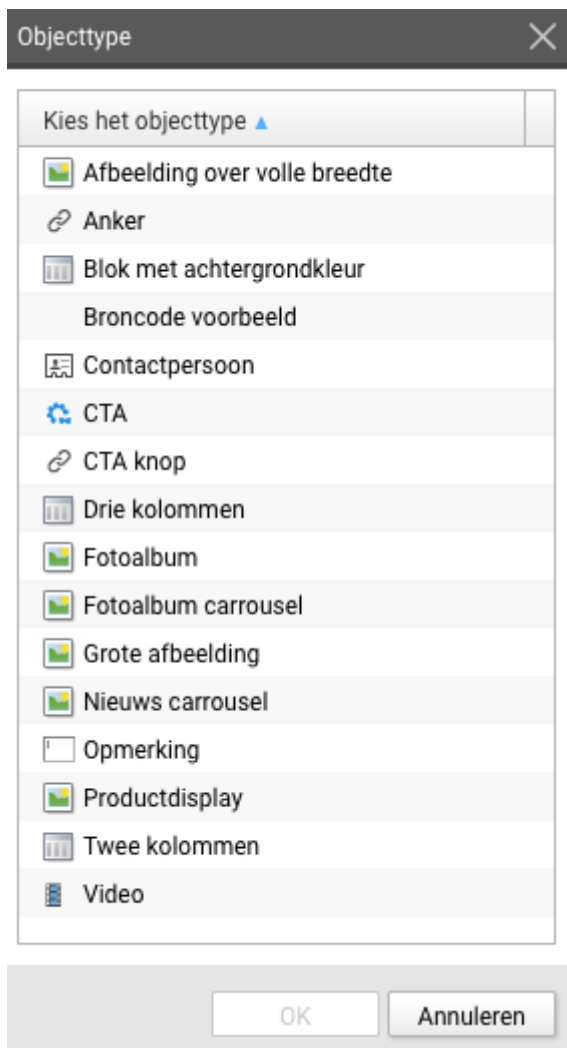 Objecttype
Kies het objecttype
Afbeelding over volle breedte
Anker
Blok met achtergrondkleur
Broncode voorbeeld
Contactpersoon
CTA
CTA knop
Drie kolommen
Fotoalbum
Fotoalbum carrousel
Grote afbeelding
Nieuws carrousel
Opmerking
Productdisplay
Twee kolommen
Video
OK
Annuleren